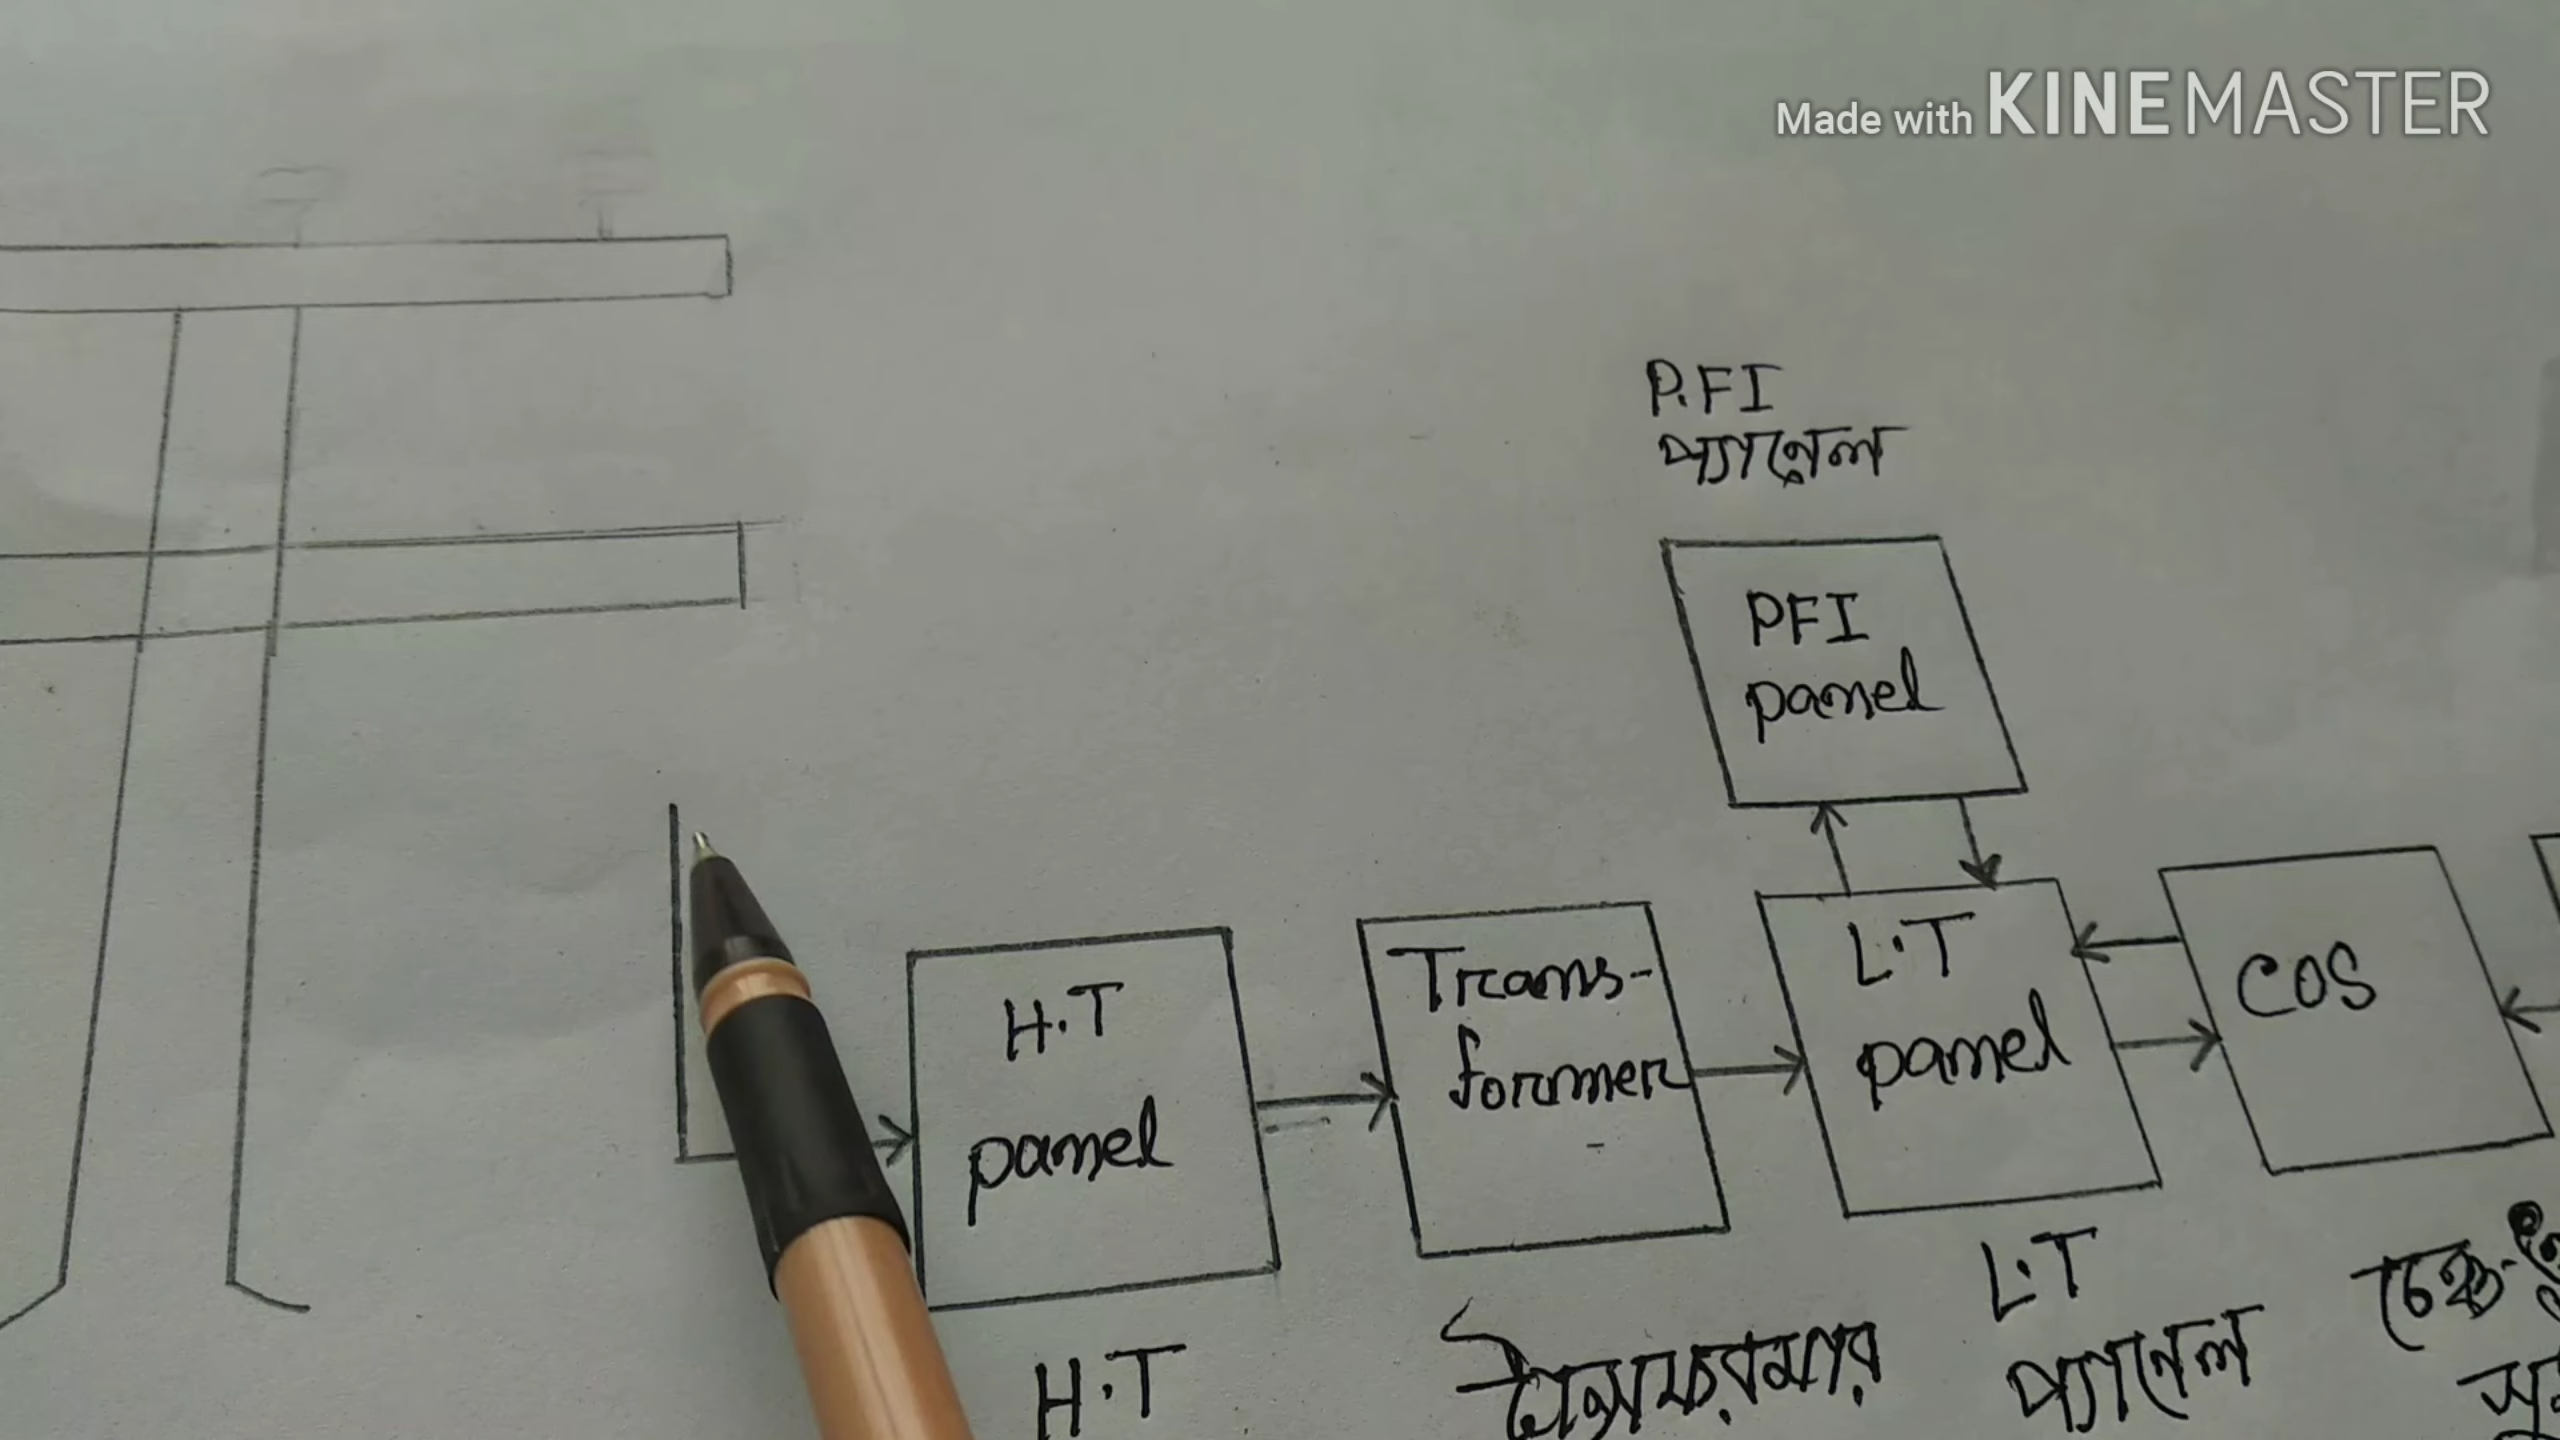 Made with KINEMASTER
P.FI
প্যানেল
PFI
panel
H.T
panel
Trans-
former
L.T
panel
COS
H.T
ট্রান্সফরমার
L.T
প্যানেল